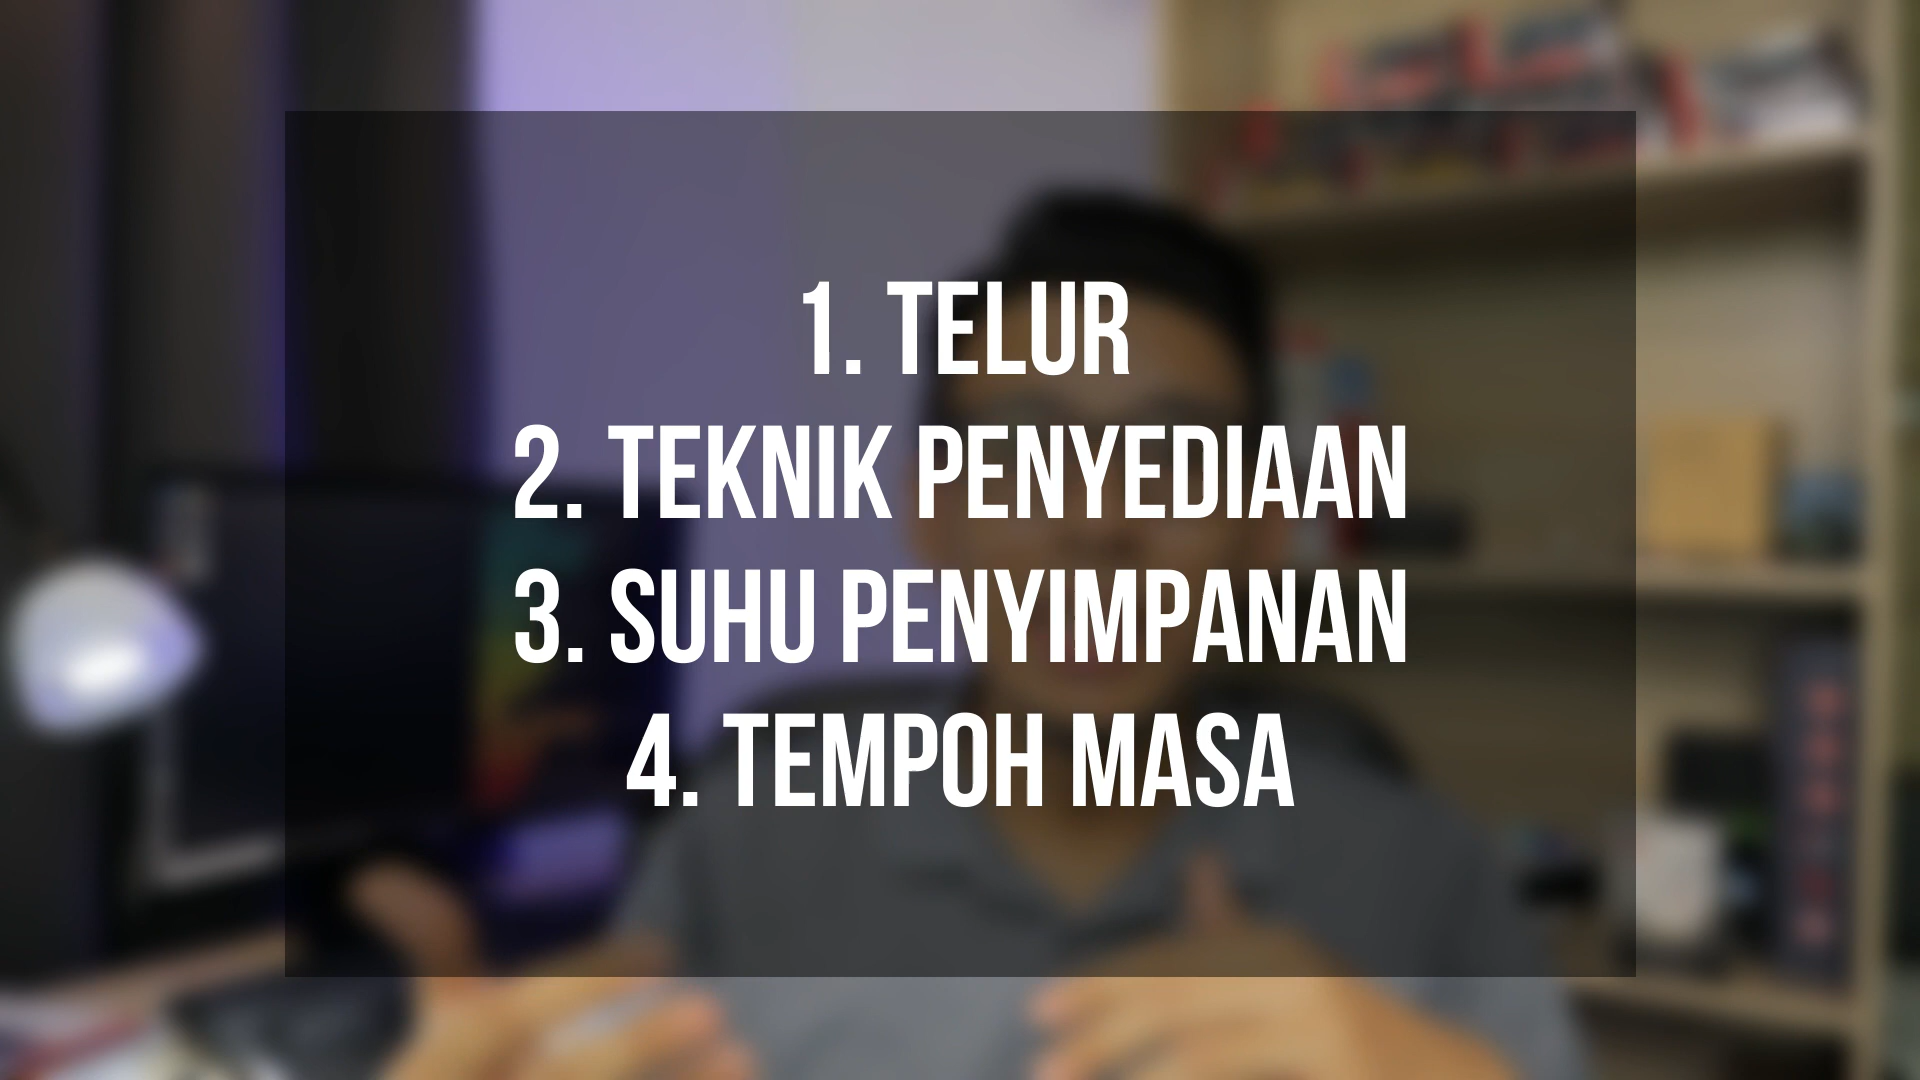 1. TELUR
2. TEKNIK PENYEDIAAN
3. SUHU PENYIMPANAN
4. TEMPOH MASA